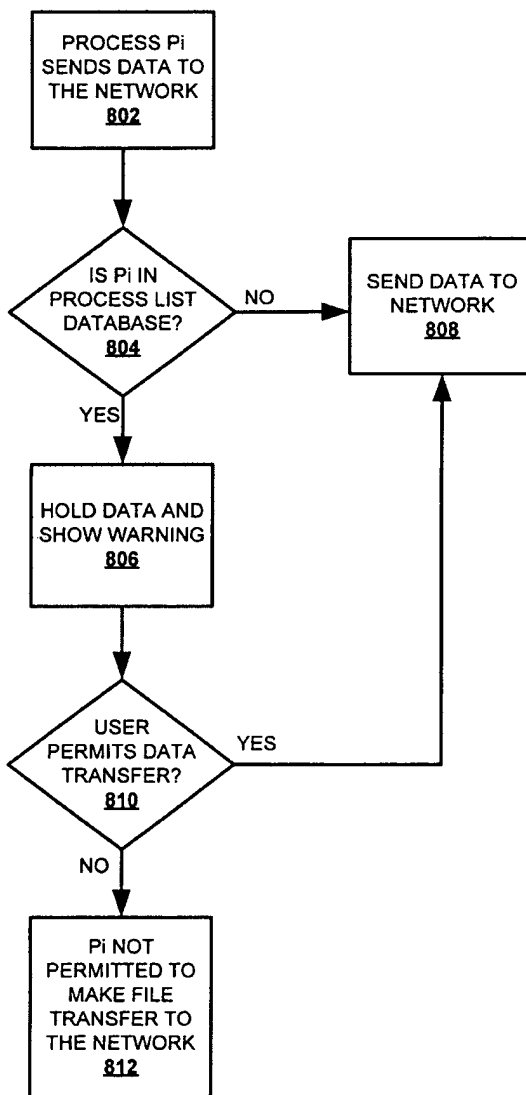 PROCESS Pi
SENDS DATA TO
THE NETWORK
802
IS Pi IN
PROCESS LIST
DATABASE?
804
NO
SEND DATA TO
NETWORK
808
YES
HOLD DATA AND
SHOW WARNING
806
USER
PERMITS DATA
TRANSFER?
810
YES
NO
Pi NOT
PERMITTED TO
MAKE FILE
TRANSFER TO
THE NETWORK
812